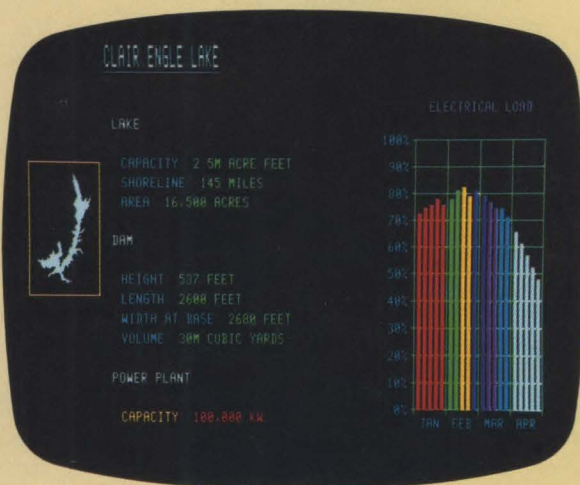 CLAIR ENGLE LAKE
LAKE
CAPACITY 2.5M ACRE FEET
SHORELINE 145 MILES
AREA 16,500 ACRES
DAM
HEIGHT 537 FEET
LENGTH 2600 FEET
WIDTH AT BASE 2680 FEET
VOLUME 30M CUBIC YARDS
POWER PLANT
CAPACITY 100,000 KW
ELECTRICAL LOAD
100%
90%
80%
70%
60%
50%
40%
30%
20%
10%
0%
JAN FEB MAR APR